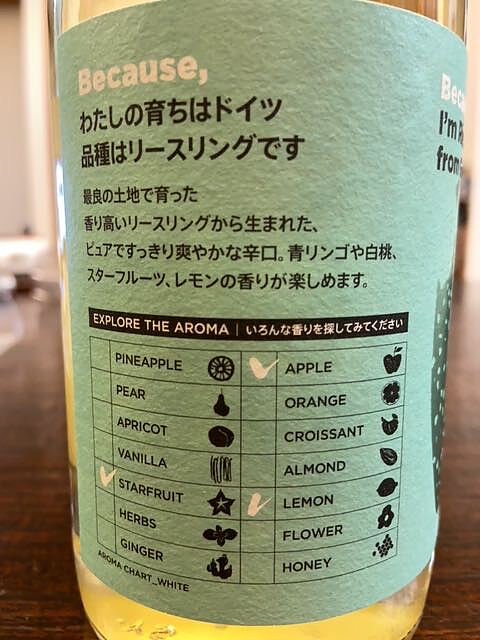 Because,
わたしの育ちはドイツ
品種はリースリングです
最良の土地で育った
香り高いリースリングから生まれた、
ピュアですっきり爽やかな辛口。青リンゴや白桃、
スターフルーツ、レモンの香りが楽しめます。
EXPLORE THE AROMA | いろんな香りを探してみてください
PINEAPPLE
APPLE
PEAR
ORANGE
APRICOT
CROISSANT
VANILLA
ALMOND
STARFRUIT
LEMON
HERBS
FLOWER
GINGER
HONEY
AROMA CHART_WHITE
I'm
from